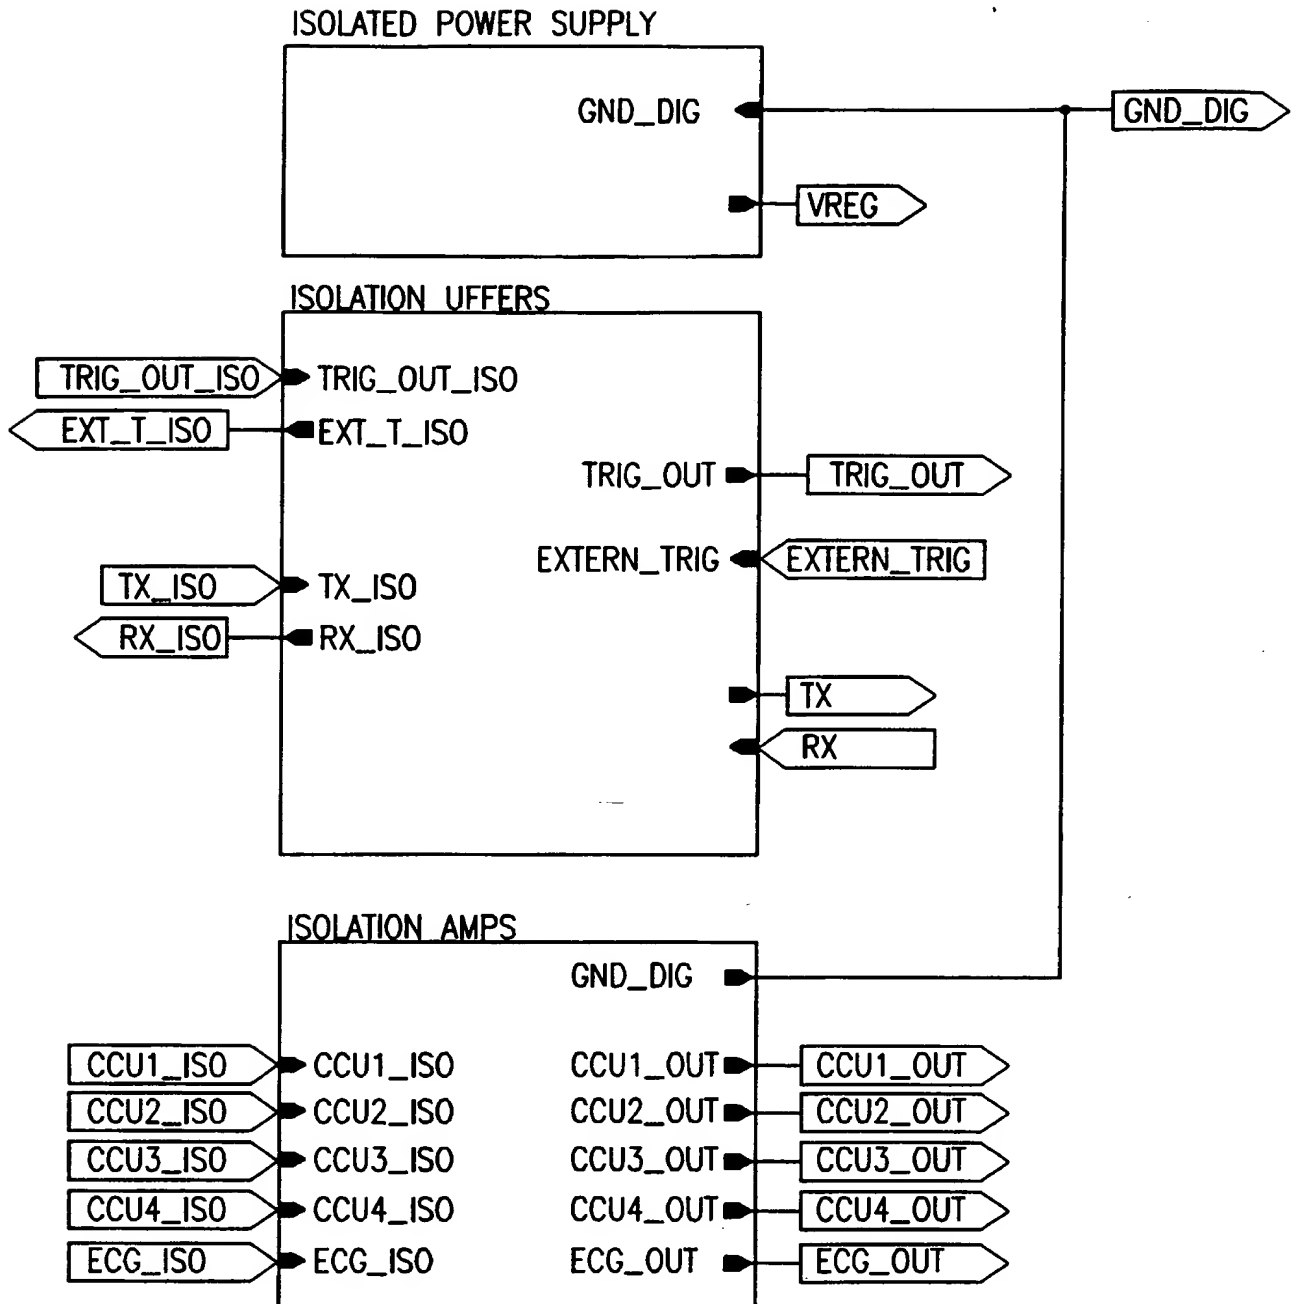 ISOLATED POWER SUPPLY
GND_DIG
GND_DIG
VREG
ISOLATION UFFERS
TRIG_OUT_ISO
TRIG_OUT_ISO
EXT_T_ISO
EXT_T_ISO
TRIG_OUT
TRIG_OUT
EXTERN_TRIG
EXTERN_TRIG
TX_ISO
TX_ISO
RX_ISO
RX_ISO
TX
RX
ISOLATION AMPS
GND_DIG
CCU1_ISO
CCU1_ISO
CCU1_OUT
CCU1_OUT
CCU2_ISO
CCU2_ISO
CCU2_OUT
CCU2_OUT
CCU3_ISO
CCU3_ISO
CCU3_OUT
CCU3_OUT
CCU4_ISO
CCU4_ISO
CCU4_OUT
CCU4_OUT
ECG_ISO
ECG_ISO
ECG_OUT
ECG_OUT